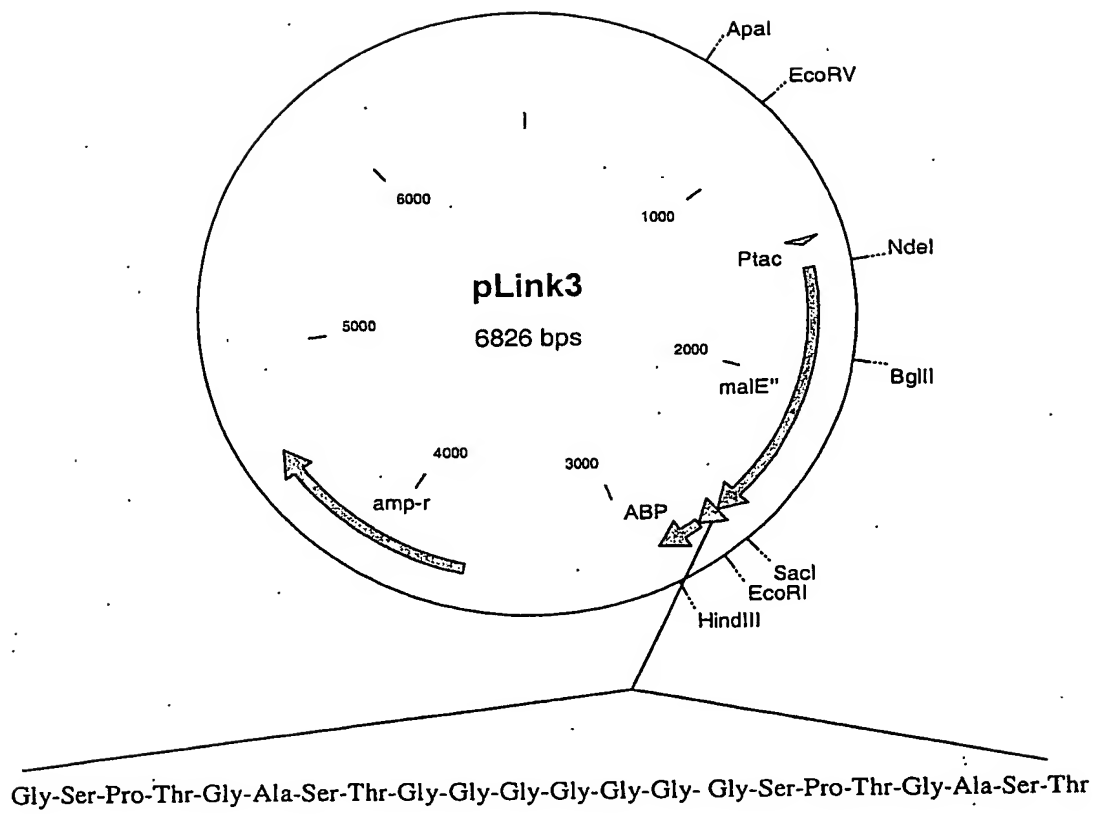 ApaI
EcoRV
6000
1000
Ptac
NdeI
pLink3
6826 bps
5000
2000
malE"
BglII
4000
3000
amp-r
ABP
SacI
EcoRI
HindIII
Gly-Ser-Pro-Thr-Gly-Ala-Ser-Thr-Gly-Gly-Gly-Gly-Gly-Gly- Gly-Ser-Pro-Thr-Gly-Ala-Ser-Thr